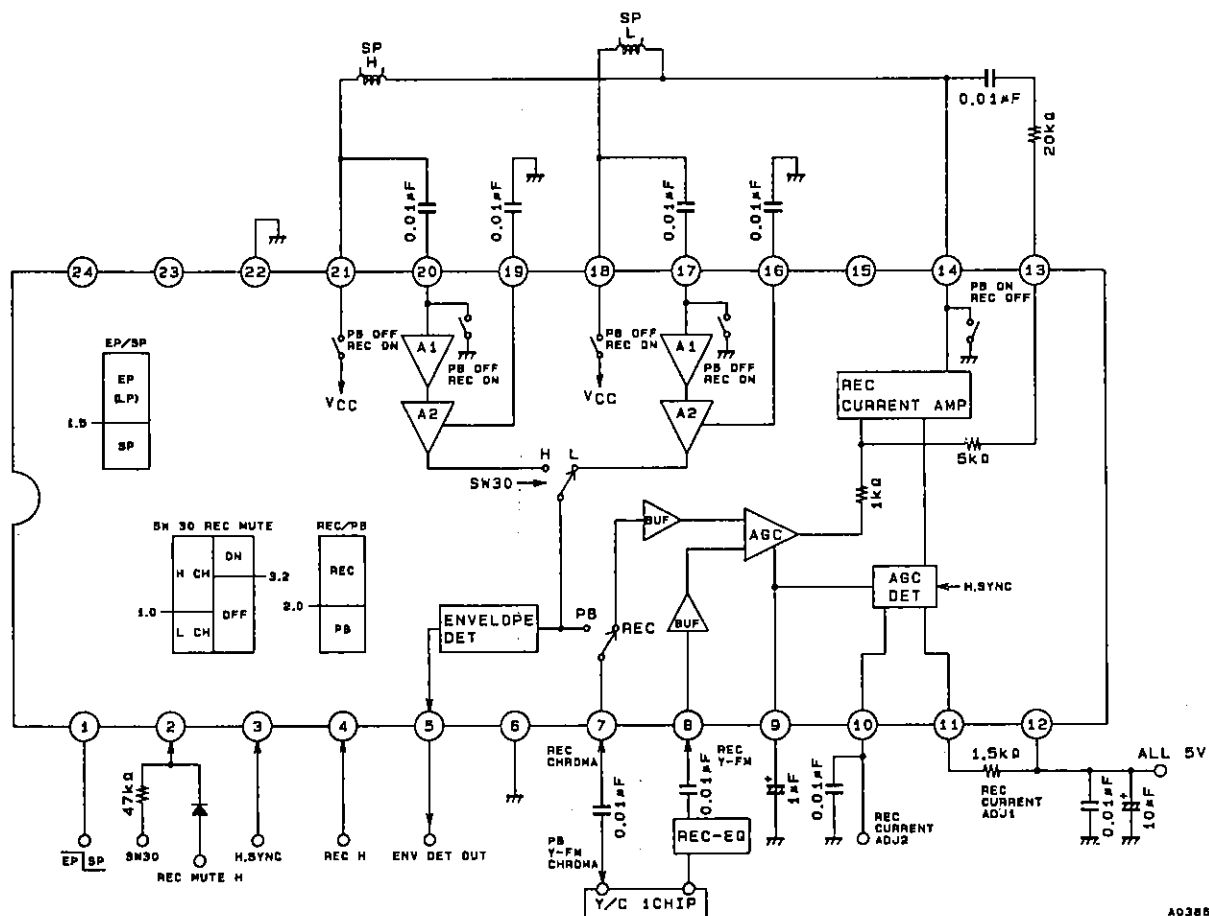 SP
L
SP
H
0.01μF
20kΩ
0.01μF
0.01μF
0.01μF
0.01μF
24
23
22
21
20
19
18
17
16
15
14
13
PB ON
REC OFF
EP/SP
EP
(LP)
1.5
SP
PB OFF
REC ON
A1
PB OFF
REC ON
VCC
A2
PB OFF
REC ON
A1
PB OFF
REC ON
VCC
A2
REC
CURRENT AMP
5kΩ
1kΩ
H
L
SW30
SW 30 REC MUTE
H CH
ON
3.2
1.0
OFF
L CH
REC/PB
REC
2.0
PB
BUF
AGC
AGC
DET
H.SYNC
ENVELOPE
DET
PB
REC
BUF
1
2
3
4
5
6
7
8
9
10
11
12
47kΩ
REC
CHROMA
0.01μF
REC
Y-FM
0.01μF
1μF
0.01μF
1.5kΩ
REC
CURRENT
ADJ1
ALL 5V
0.01μF
10μF
EP SP
SW30
REC MUTE H
H.SYNC
REC H
ENV DET OUT
PB
Y-FM
CHROMA
REC-EQ
REC
CURRENT
ADJ2
Y/C 1CHIP